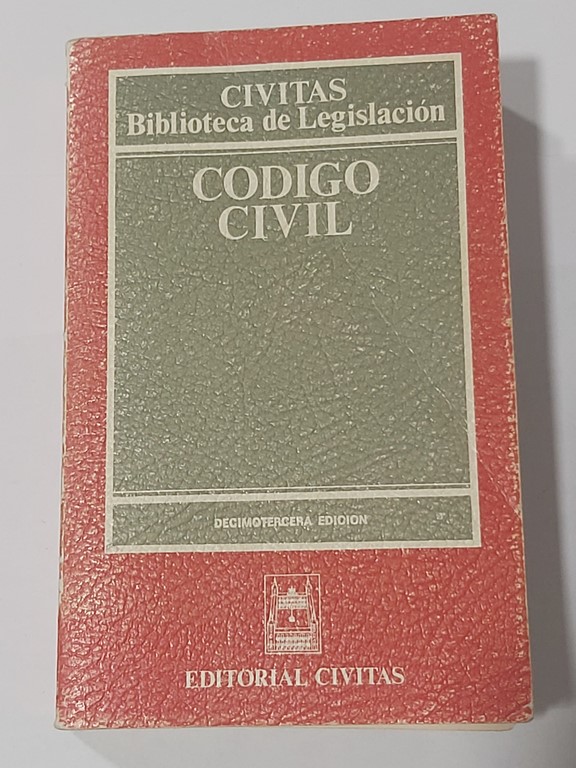 CIVITAS
Biblioteca de Legislación
CODIGO
CIVIL
DECIMOTERCERA EDICION
EDITORIAL CIVITAS